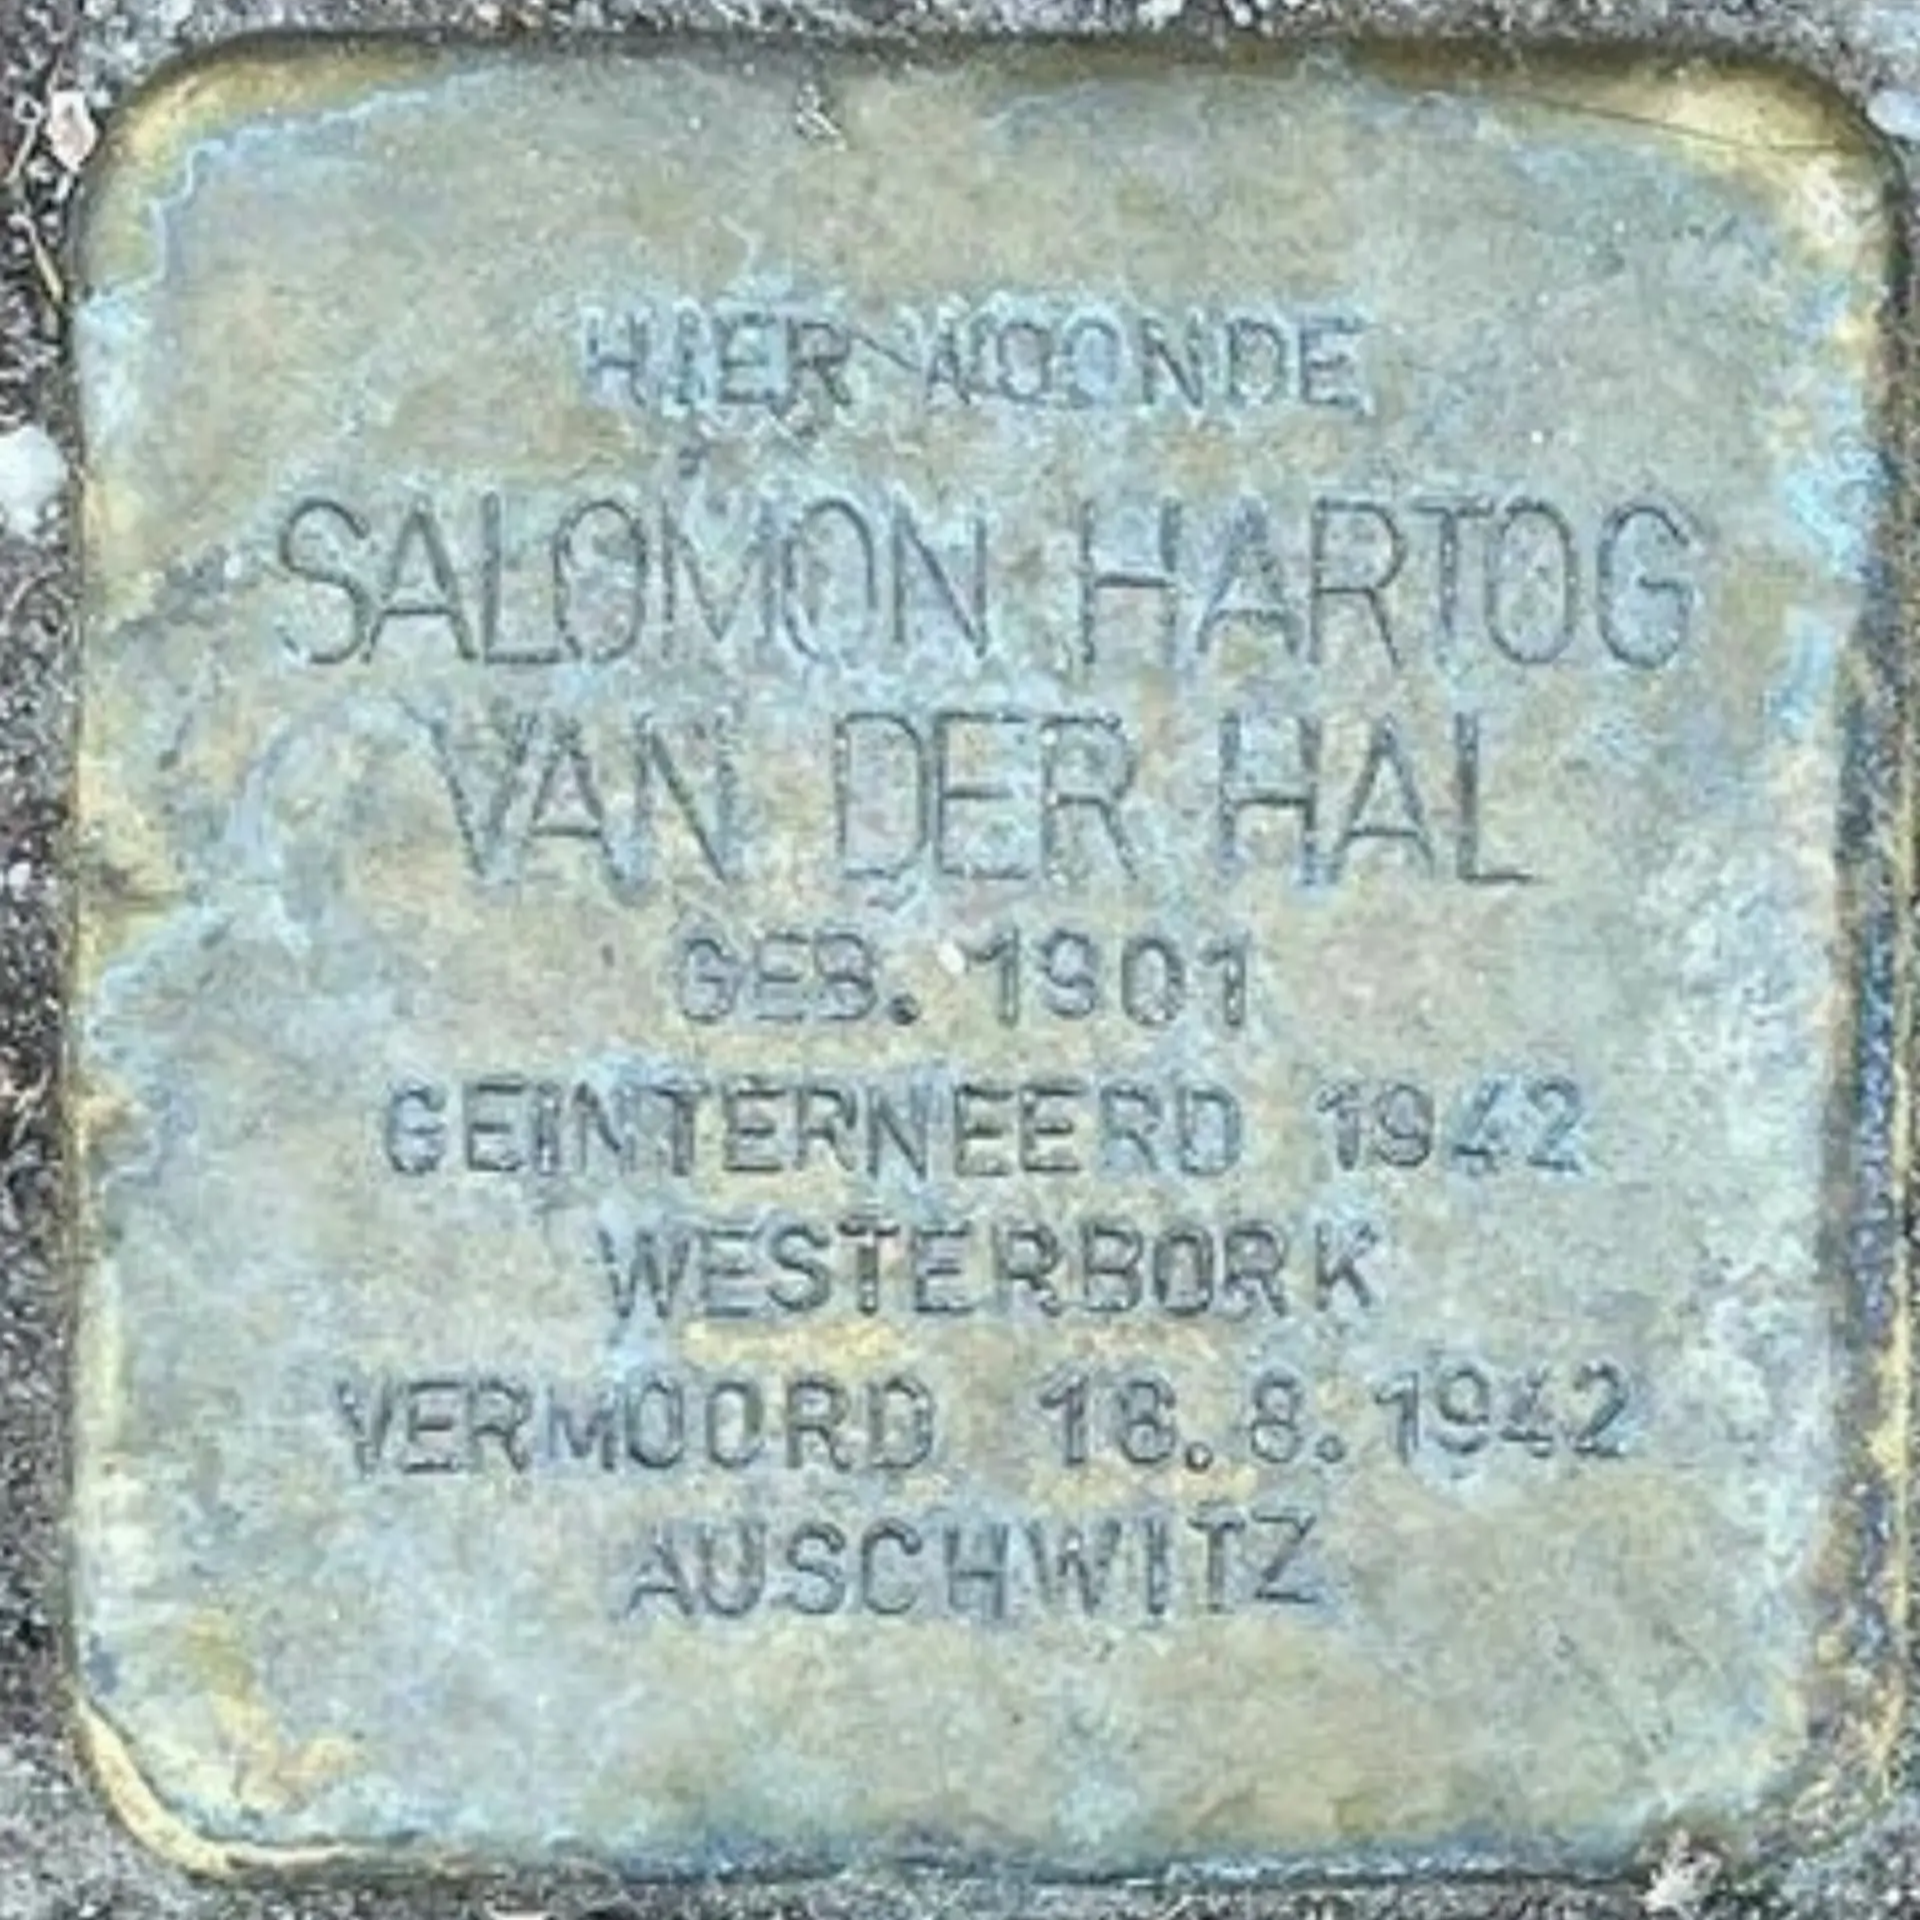 HIER WOONDE
SALOMON HARTOG
VAN DER HAL
GEB. 1901
GEINTERNEERD 1942
WESTERBORK
VERMOORD 18.8.1942
AUSCHWITZ